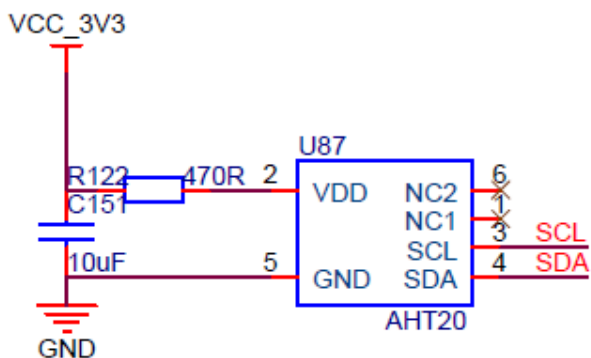 VCC_3V3
U87
R122 470R 2 VDD NC2 6
C151 NC1 1
SCL 3 SCL
10uF 5 GND SDA 4 SDA
AHT20
GND